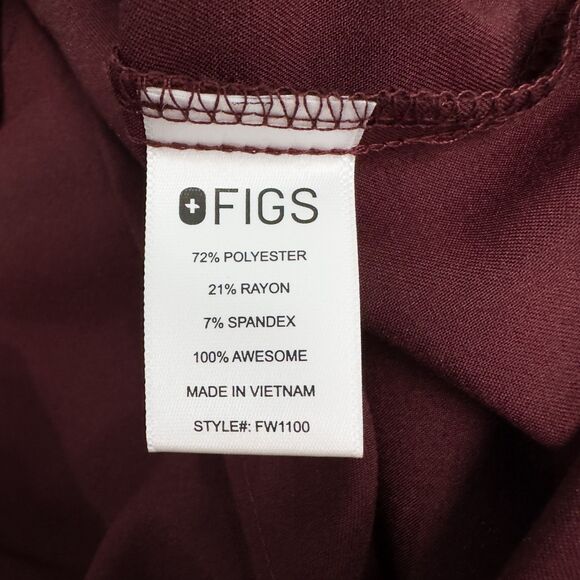 FIGS
72% POLYESTER
21% RAYON
7% SPANDEX
100% AWESOME
MADE IN VIETNAM
STYLE#: FW1100